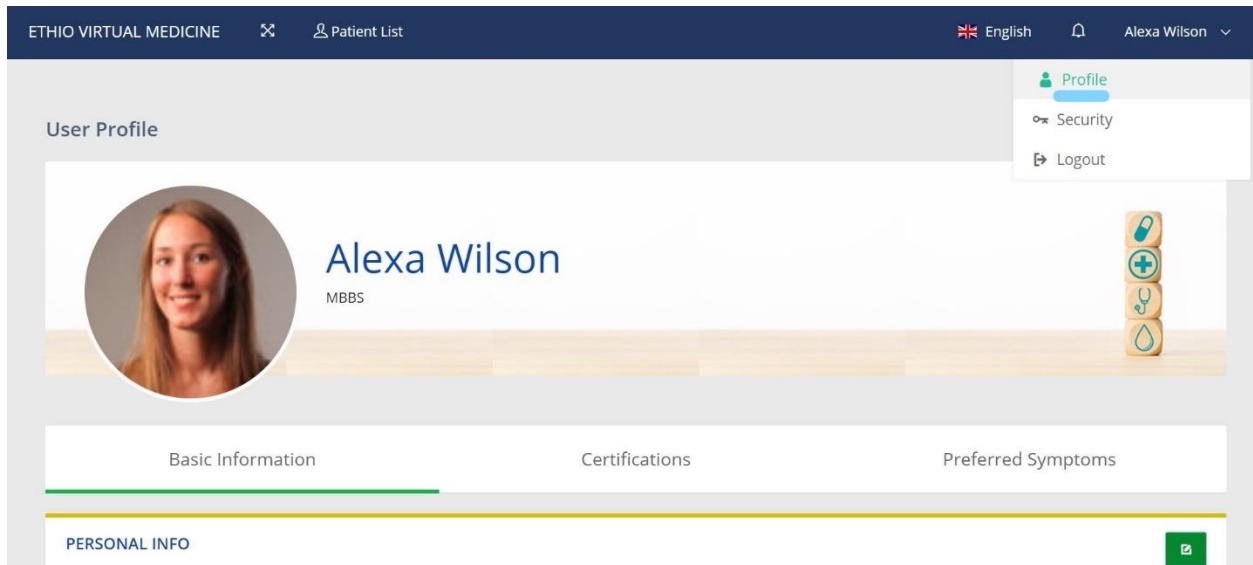 ETHIO VIRTUAL MEDICINE Patient List English Alexa Wilson
Profile
Security
Logout
User Profile
Alexa Wilson
MBBS
Basic Information Certifications Preferred Symptoms
PERSONAL INFO